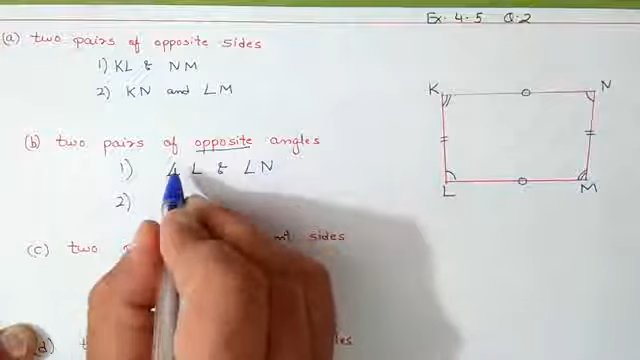 Ex. 4.5 Q.2
(a) two pairs of opposite sides
1) KL & NM
2) KN and LM
(b) two pairs of opposite angles
1) ∠L & ∠N
2)
(c) two sides
(d)
K N
L M